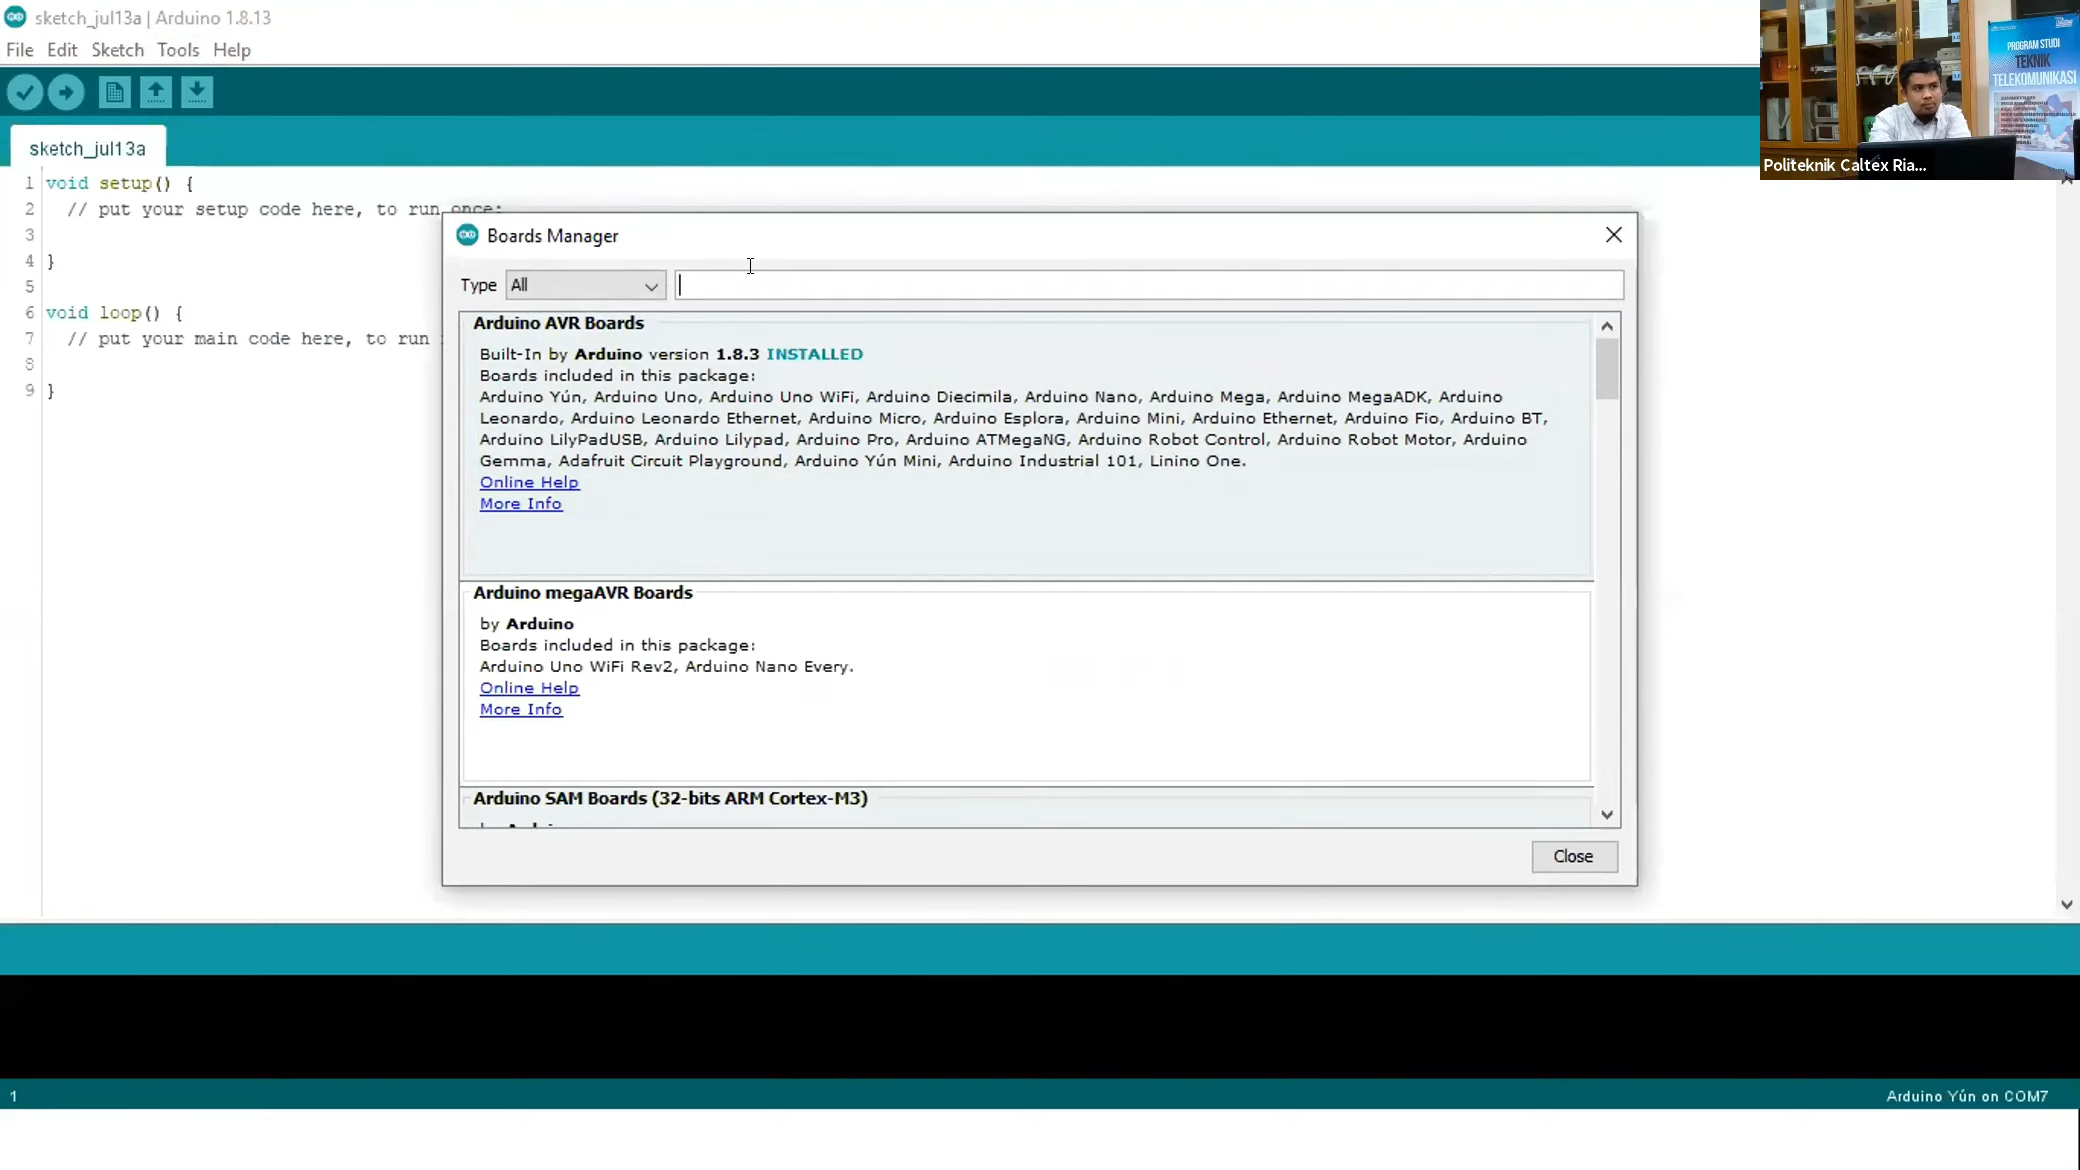 sketch_jul13a | Arduino 1.8.13
File Edit Sketch Tools Help
sketch_jul13a
1 void setup() {
2 // put your setup code here, to run once:
3
4 }
5
6 void loop() {
7 // put your main code here, to run
8
9 }
Boards Manager
Type All
Arduino AVR Boards
Built-In by Arduino version 1.8.3 INSTALLED
Boards included in this package:
Arduino Yún, Arduino Uno, Arduino Uno WiFi, Arduino Diecimila, Arduino Nano, Arduino Mega, Arduino MegaADK, Arduino
Leonardo, Arduino Leonardo Ethernet, Arduino Micro, Arduino Esplora, Arduino Mini, Arduino Ethernet, Arduino Fio, Arduino BT,
Arduino LilyPadUSB, Arduino Lilypad, Arduino Pro, Arduino ATMegaNG, Arduino Robot Control, Arduino Robot Motor, Arduino
Gemma, Adafruit Circuit Playground, Arduino Yún Mini, Arduino Industrial 101, Linino One.
Online Help
More Info
Arduino megaAVR Boards
by Arduino
Boards included in this package:
Arduino Uno WiFi Rev2, Arduino Nano Every.
Online Help
More Info
Arduino SAM Boards (32-bits ARM Cortex-M3)
Close
PROGRAM STUDI
TEKNIK
TELEKOMUNIKASI
Politeknik Caltex Ria...
1
Arduino Yún on COM7